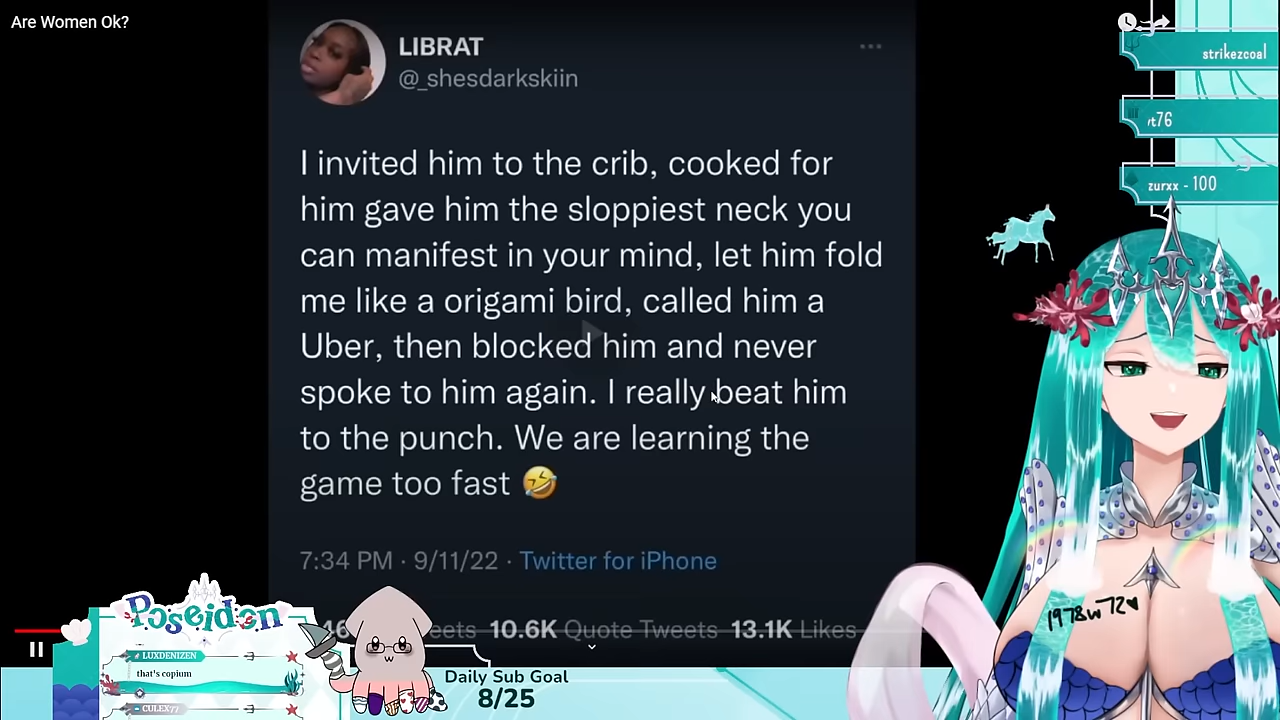 Are Women Ok?
LIBRAT
@_shesdarkskiin
I invited him to the crib, cooked for
him gave him the sloppiest neck you
can manifest in your mind, let him fold
me like a origami bird, called him a
Uber, then blocked him and never
spoke to him again. I really beat him
to the punch. We are learning the
game too fast 🤣
7:34 PM · 9/11/22 · Twitter for iPhone
10.6K Quote Tweets 13.1K Likes
strikezcoal
rt76
zurxx - 100
1978w72♥
Poseidon
LUXDENIZEN
that's copium
CULEX77
Daily Sub Goal
8/25